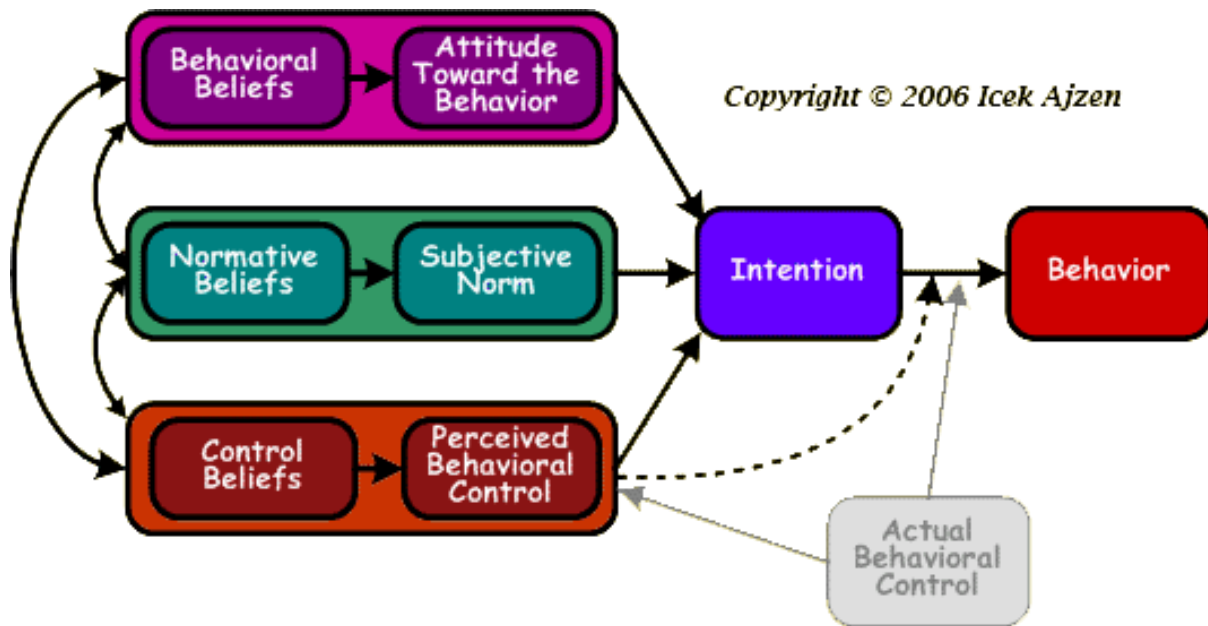 Behavioral
Beliefs
Attitude
Toward the
Behavior
Copyright © 2006 Icek Ajzen
Normative
Beliefs
Subjective
Norm
Intention
Behavior
Control
Beliefs
Perceived
Behavioral
Control
Actual
Behavioral
Control